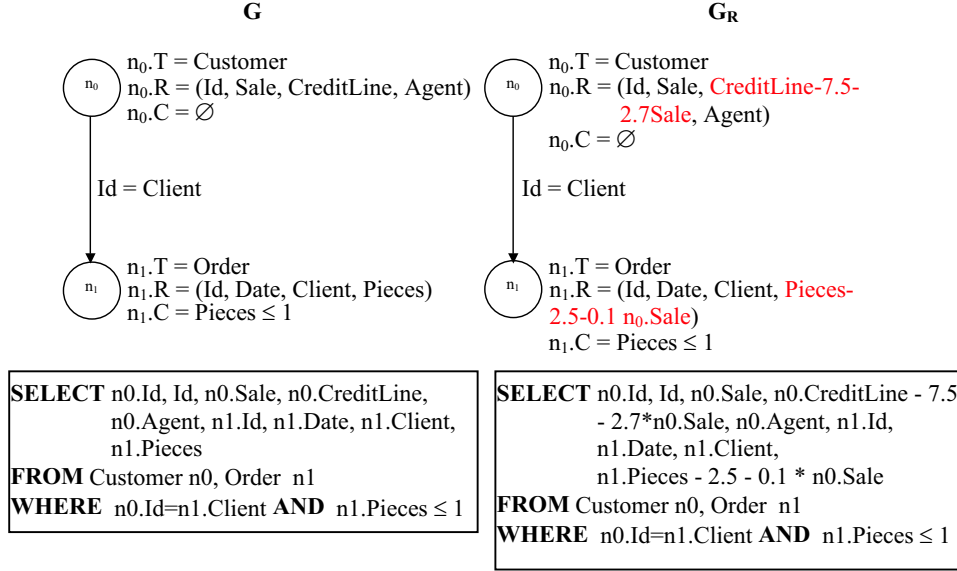 G
n0
n0.T = Customer
n0.R = (Id, Sale, CreditLine, Agent)
n0.C = ∅
Id = Client
n1
n1.T = Order
n1.R = (Id, Date, Client, Pieces)
n1.C = Pieces ≤ 1
SELECT n0.Id, Id, n0.Sale, n0.CreditLine,
n0.Agent, n1.Id, n1.Date, n1.Client,
n1.Pieces
FROM Customer n0, Order n1
WHERE n0.Id=n1.Client AND n1.Pieces ≤ 1
GR
n0
n0.T = Customer
n0.R = (Id, Sale, CreditLine-7.5-
2.7Sale, Agent)
n0.C = ∅
Id = Client
n1
n1.T = Order
n1.R = (Id, Date, Client, Pieces-
2.5-0.1 n0.Sale)
n1.C = Pieces ≤ 1
SELECT n0.Id, Id, n0.Sale, n0.CreditLine - 7.5
- 2.7*n0.Sale, n0.Agent, n1.Id,
n1.Date, n1.Client,
n1.Pieces - 2.5 - 0.1 * n0.Sale
FROM Customer n0, Order n1
WHERE n0.Id=n1.Client AND n1.Pieces ≤ 1